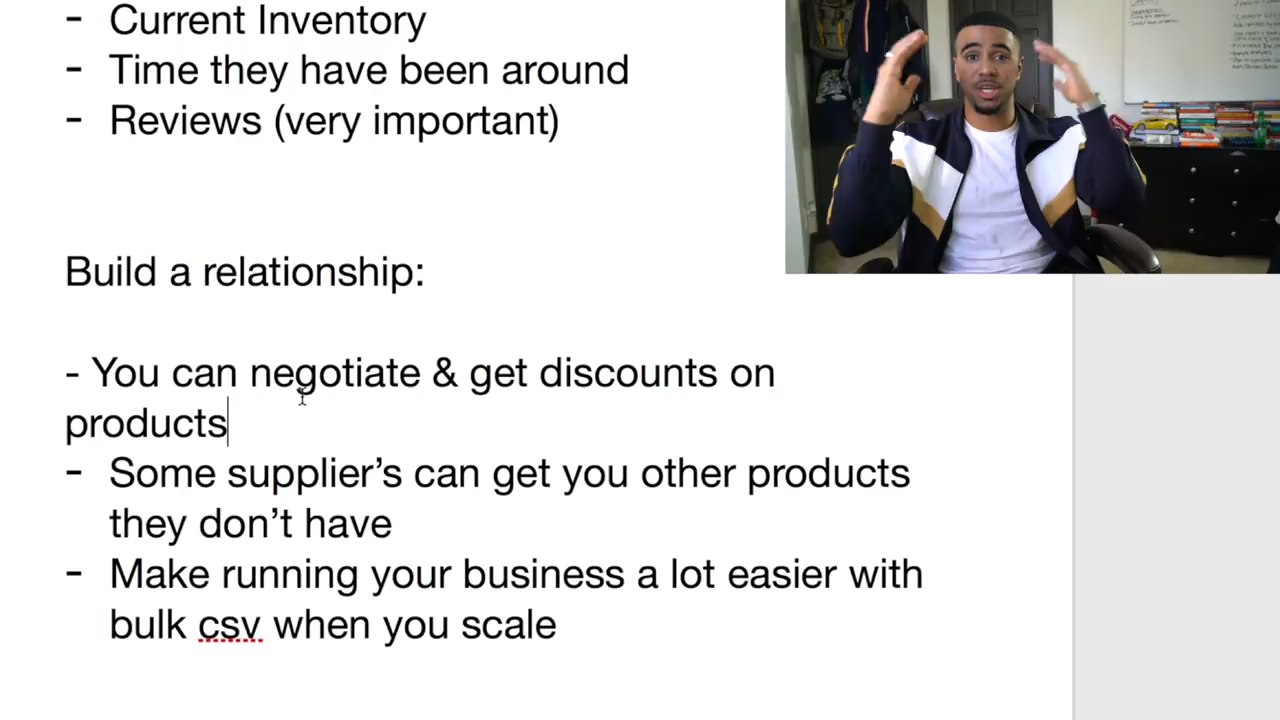 - Current Inventory
- Time they have been around
- Reviews (very important)
Build a relationship:
- You can negotiate & get discounts on
products
- Some supplier’s can get you other products
they don’t have
- Make running your business a lot easier with
bulk csv when you scale